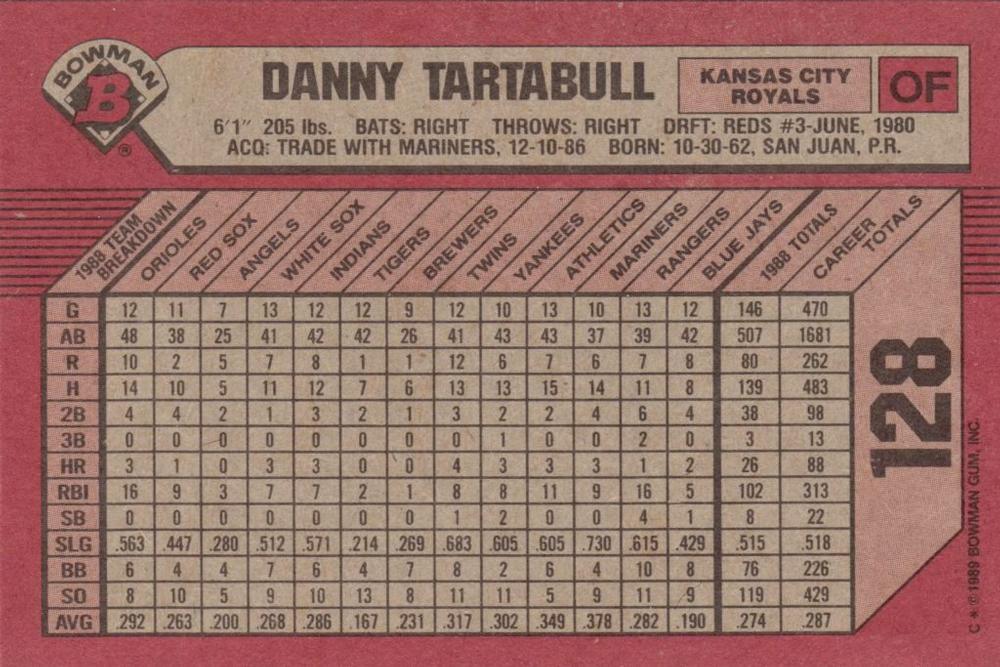 BOWMAN
B
®
DANNY TARTABULL
KANSAS CITY
ROYALS
OF
6'1" 205 lbs. BATS: RIGHT THROWS: RIGHT DRFT: REDS #3-JUNE, 1980
ACQ: TRADE WITH MARINERS, 12-10-86 BORN: 10-30-62, SAN JUAN, P.R.
1988 TEAM BREAKDOWN ORIOLES RED SOX ANGELS WHITE SOX INDIANS TIGERS BREWERS TWINS YANKEES ATHLETICS MARINERS RANGERS BLUE JAYS 1988 TOTALS CAREER TOTALS
G 12 11 7 13 12 12 9 12 10 13 10 13 12 146 470
AB 48 38 25 41 42 42 26 41 43 43 37 39 42 507 1681
R 10 2 5 7 8 1 1 12 6 7 6 7 8 80 262
H 14 10 5 11 12 7 6 13 13 15 14 11 8 139 483
2B 4 4 2 1 3 2 1 3 2 2 4 6 4 38 98
3B 0 0 0 0 0 0 0 0 1 0 0 2 0 3 13
HR 3 1 0 3 3 0 0 4 3 3 3 1 2 26 88
RBI 16 9 3 7 7 2 1 8 8 11 9 16 5 102 313
SB 0 0 0 0 0 0 0 1 2 0 0 4 1 8 22
SLG .563 .447 .280 .512 .571 .214 .269 .683 .605 .605 .730 .615 .429 .515 .518
BB 6 4 4 7 6 4 7 8 2 6 4 10 8 76 226
SO 8 10 5 9 10 13 8 11 11 5 9 11 9 119 429
AVG .292 .263 .200 .268 .286 .167 .231 .317 .302 .349 .378 .282 .190 .274 .287
128
C * © 1989 BOWMAN GUM, INC.